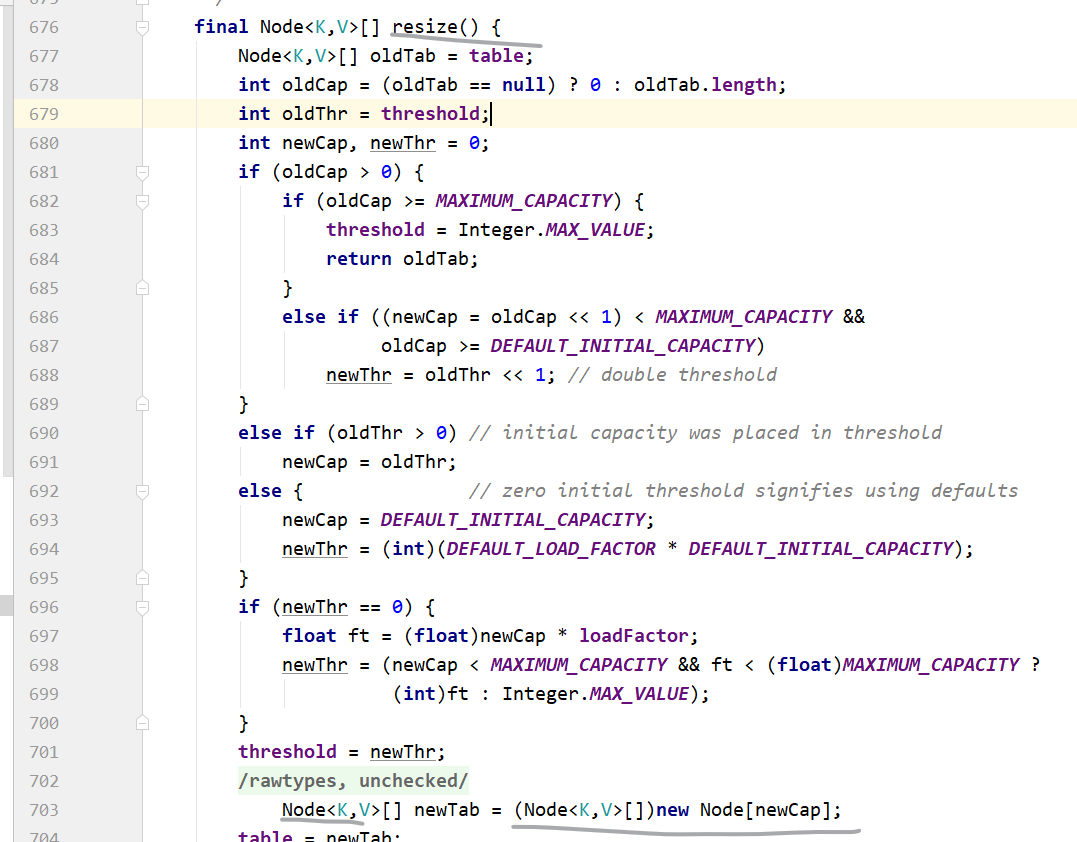 676 final Node<K,V>[] resize() {
677 Node<K,V>[] oldTab = table;
678 int oldCap = (oldTab == null) ? 0 : oldTab.length;
679 int oldThr = threshold;
680 int newCap, newThr = 0;
681 if (oldCap > 0) {
682 if (oldCap >= MAXIMUM_CAPACITY) {
683 threshold = Integer.MAX_VALUE;
684 return oldTab;
685 }
686 else if ((newCap = oldCap << 1) < MAXIMUM_CAPACITY &&
687 oldCap >= DEFAULT_INITIAL_CAPACITY)
688 newThr = oldThr << 1; // double threshold
689 }
690 else if (oldThr > 0) // initial capacity was placed in threshold
691 newCap = oldThr;
692 else { // zero initial threshold signifies using defaults
693 newCap = DEFAULT_INITIAL_CAPACITY;
694 newThr = (int)(DEFAULT_LOAD_FACTOR * DEFAULT_INITIAL_CAPACITY);
695 }
696 if (newThr == 0) {
697 float ft = (float)newCap * loadFactor;
698 newThr = (newCap < MAXIMUM_CAPACITY && ft < (float)MAXIMUM_CAPACITY ?
699 (int)ft : Integer.MAX_VALUE);
700 }
701 threshold = newThr;
702 /rawtypes, unchecked/
703 Node<K,V>[] newTab = (Node<K,V>[])new Node[newCap];
704 table = newTab;